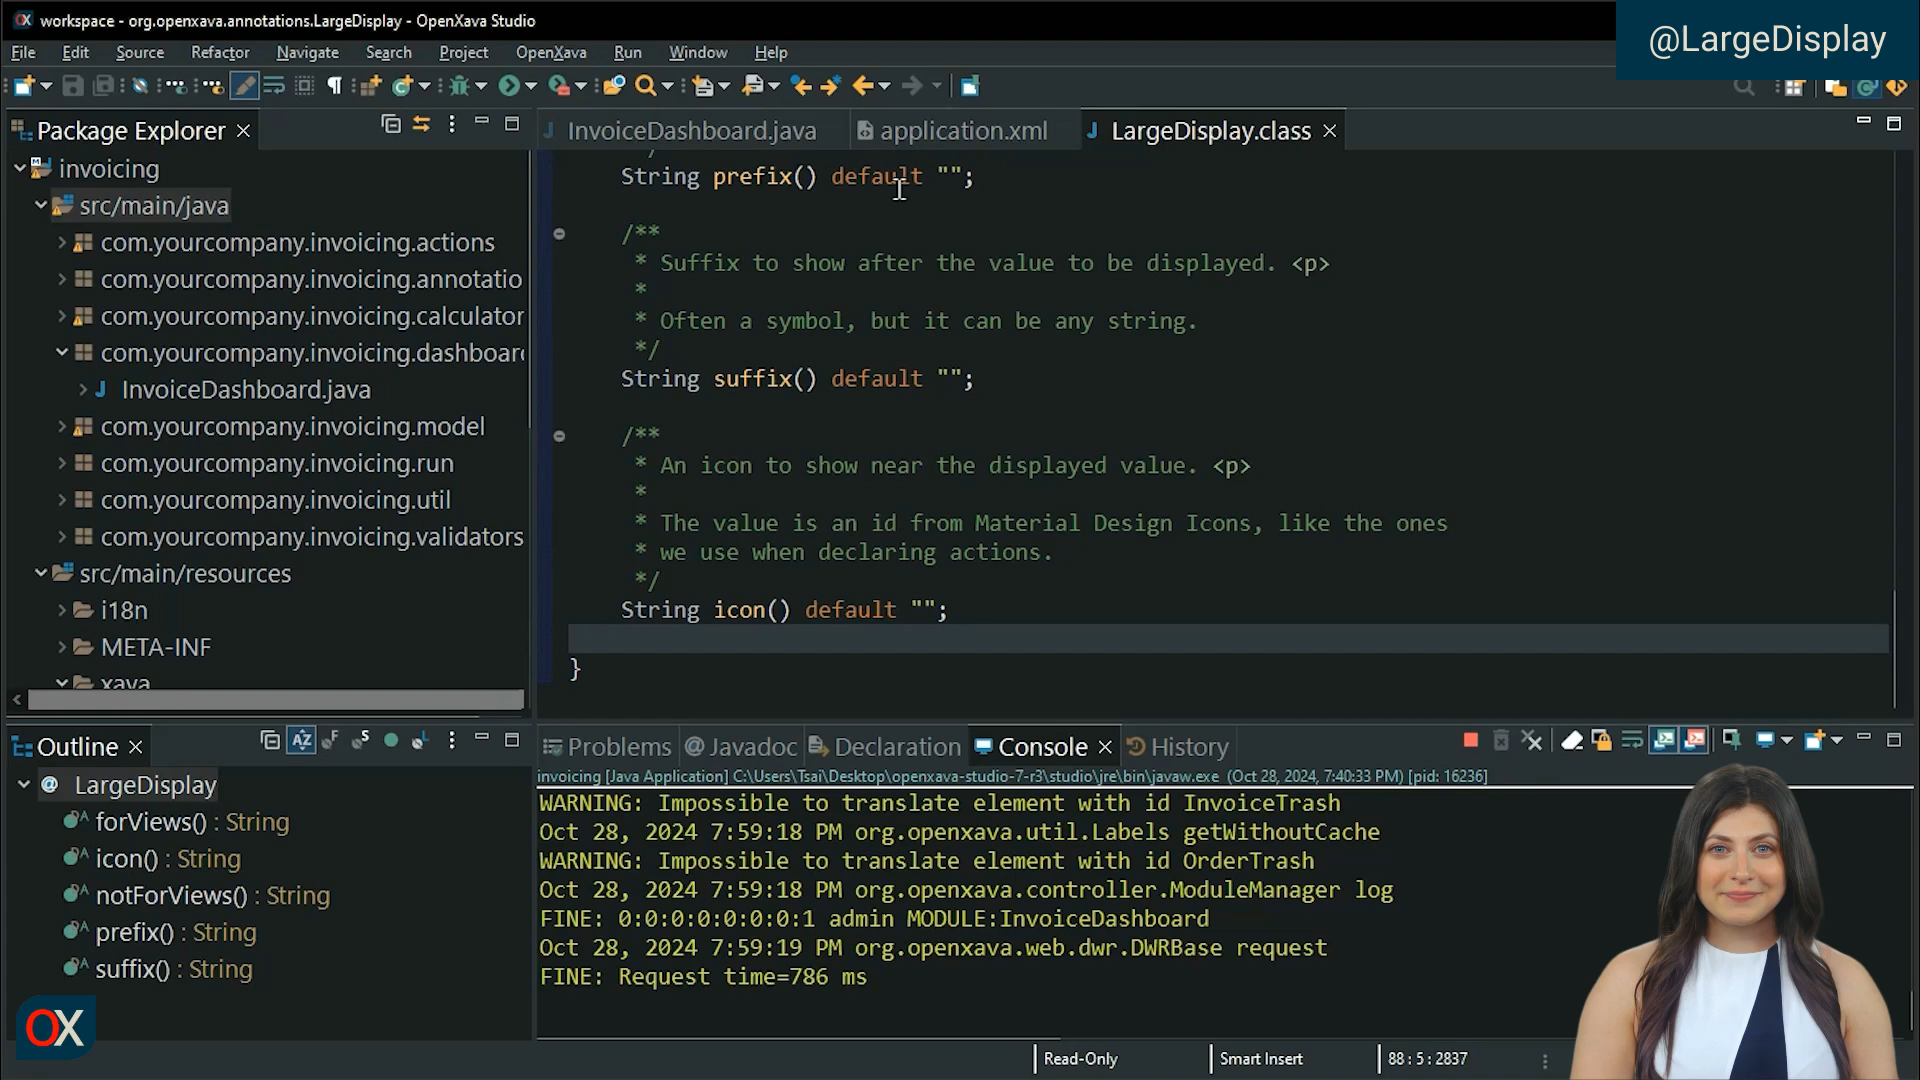 workspace - org.openxava.annotations.LargeDisplay - OpenXava Studio
@LargeDisplay
File Edit Source Refactor Navigate Search Project OpenXava Run Window Help
Package Explorer
InvoiceDashboard.java application.xml LargeDisplay.class
invoicing
src/main/java
com.yourcompany.invoicing.actions
com.yourcompany.invoicing.annotatio
com.yourcompany.invoicing.calculator
com.yourcompany.invoicing.dashboard
InvoiceDashboard.java
com.yourcompany.invoicing.model
com.yourcompany.invoicing.run
com.yourcompany.invoicing.util
com.yourcompany.invoicing.validators
src/main/resources
i18n
META-INF
xava
String prefix() default "";
/**
* Suffix to show after the value to be displayed. <p>
*
* Often a symbol, but it can be any string.
*/
String suffix() default "";
/**
* An icon to show near the displayed value. <p>
*
* The value is an id from Material Design Icons, like the ones
* we use when declaring actions.
*/
String icon() default "";
}
Outline
LargeDisplay
forViews() : String
icon() : String
notForViews() : String
prefix() : String
suffix() : String
Problems @ Javadoc Declaration Console History
invoicing [Java Application] C:\Users\Tsai\Desktop\openxava-studio-7-r3\studio\jre\bin\javaw.exe (Oct 28, 2024, 7:40:33 PM) [pid: 16236]
WARNING: Impossible to translate element with id InvoiceTrash
Oct 28, 2024 7:59:18 PM org.openxava.util.Labels getWithoutCache
WARNING: Impossible to translate element with id OrderTrash
Oct 28, 2024 7:59:18 PM org.openxava.controller.ModuleManager log
FINE: 0:0:0:0:0:0:0:1 admin MODULE:InvoiceDashboard
Oct 28, 2024 7:59:19 PM org.openxava.web.dwr.DWRBase request
FINE: Request time=786 ms
OX
Read-Only Smart Insert 88 : 5 : 2837